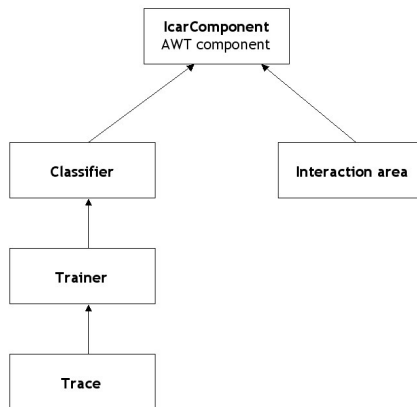 IcarComponent
AWT component
Classifier
Interaction area
Trainer
Trace